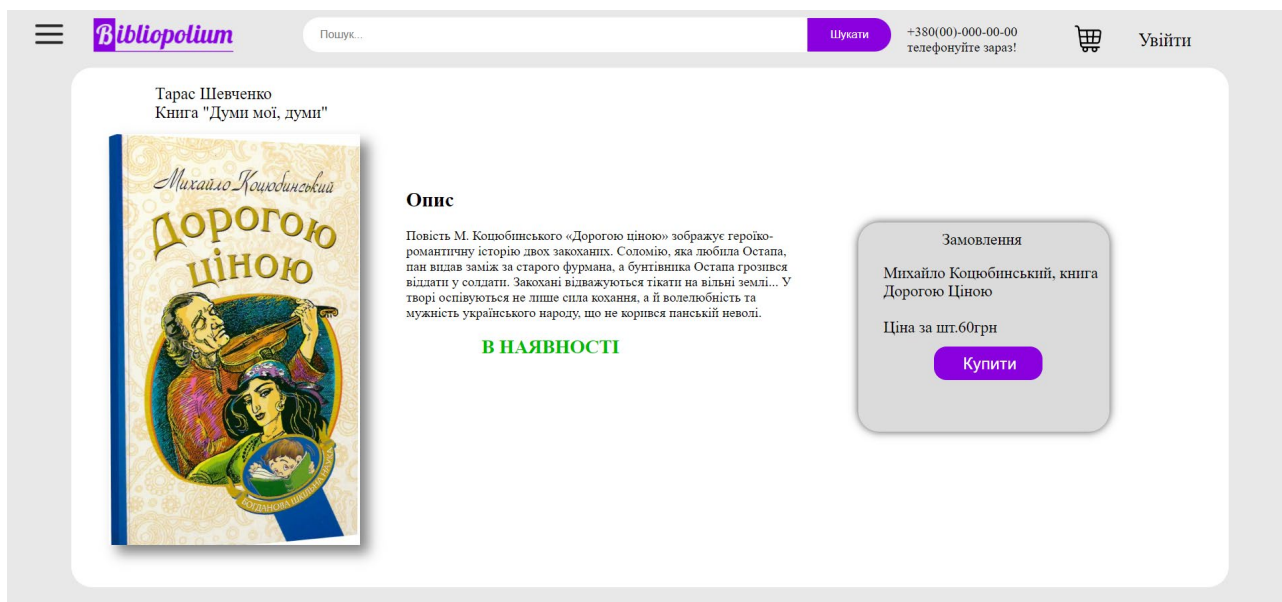 Bibliopolium
Пошук...
Шукати
+380(00)-000-00-00
телефонуйте зараз!
Увійти
Тарас Шевченко
Книга "Думи мої, думи"
Михайло Коцюбинський
Дорогою
ціною
БОГДАНОВА ШКІЛЬНА НАУКА
Опис
Повість М. Коцюбинського «Дорогою ціною» зображує героїко-
романтичну історію двох закоханих. Соломію, яка любила Остапа,
пан видав заміж за старого фурмана, а бунтівника Остапа грозився
віддати у солдати. Закохані відважуються тікати на вільні землі... У
творі оспівуються не лише сила кохання, а й волелюбність та
мужність українського народу, що не корився панській неволі.
В НАЯВНОСТІ
Замовлення
Михайло Коцюбинський, книга
Дорогою Ціною
Ціна за шт.60грн
Купити